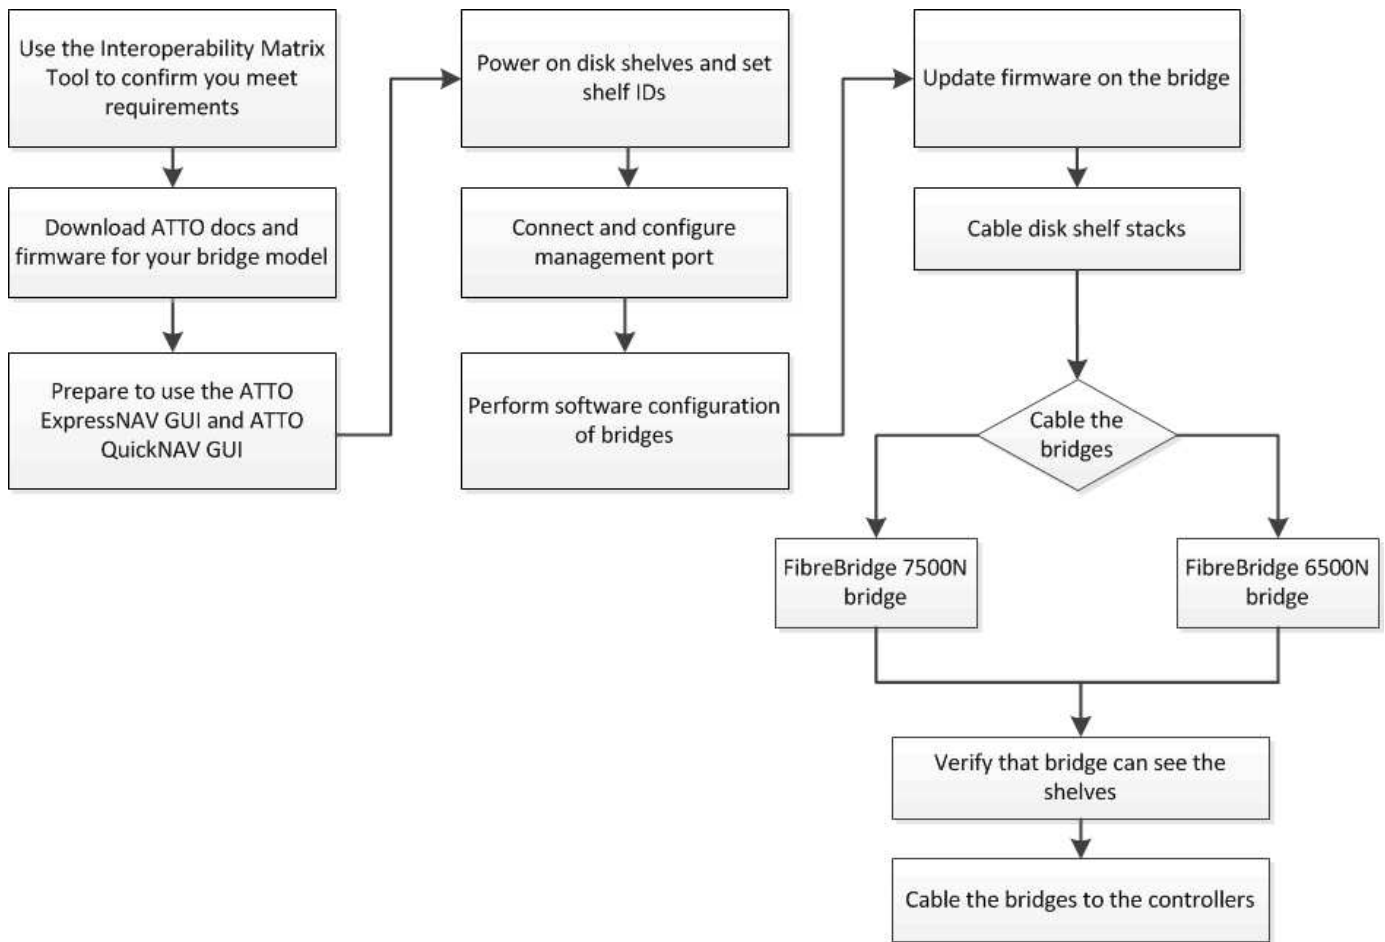 Use the Interoperability Matrix
Tool to confirm you meet
requirements
Download ATTO docs and
firmware for your bridge model
Prepare to use the ATTO
ExpressNAV GUI and ATTO
QuickNAV GUI
Power on disk shelves and set
shelf IDs
Connect and configure
management port
Perform software configuration
of bridges
Update firmware on the bridge
Cable disk shelf stacks
Cable the
bridges
FibreBridge 7500N
bridge
FibreBridge 6500N
bridge
Verify that bridge can see the
shelves
Cable the bridges to the controllers